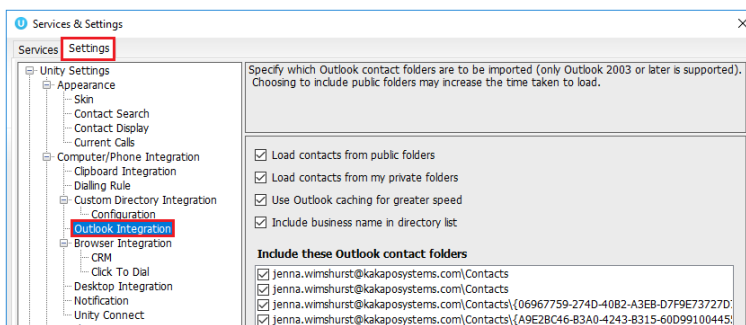 Services & Settings
Services Settings
Unity Settings
Appearance
Skin
Contact Search
Contact Display
Current Calls
Computer/Phone Integration
Clipboard Integration
Dialling Rule
Custom Directory Integration
Configuration
Outlook Integration
Browser Integration
CRM
Click To Dial
Desktop Integration
Notification
Unity Connect
Specify which Outlook contact folders are to be imported (only Outlook 2003 or later is supported).
Choosing to include public folders may increase the time taken to load.
Load contacts from public folders
Load contacts from my private folders
Use Outlook caching for greater speed
Include business name in directory list
Include these Outlook contact folders
jenna.wimshurst@kakaposystems.com\Contacts
jenna.wimshurst@kakaposystems.com\Contacts
jenna.wimshurst@kakaposystems.com\Contacts\{06967759-274D-40B2-A3EB-D7F9E73727D
jenna.wimshurst@kakaposystems.com\Contacts\{A9E2BC46-B3A0-4243-B315-60D99100445